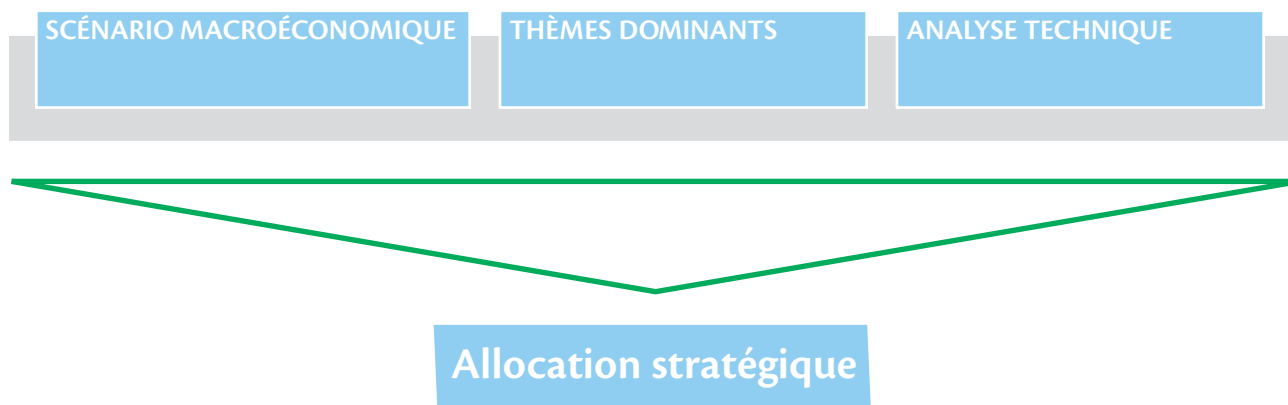 SCÉNARIO MACROÉCONOMIQUE
THÈMES DOMINANTS
ANALYSE TECHNIQUE
Allocation stratégique